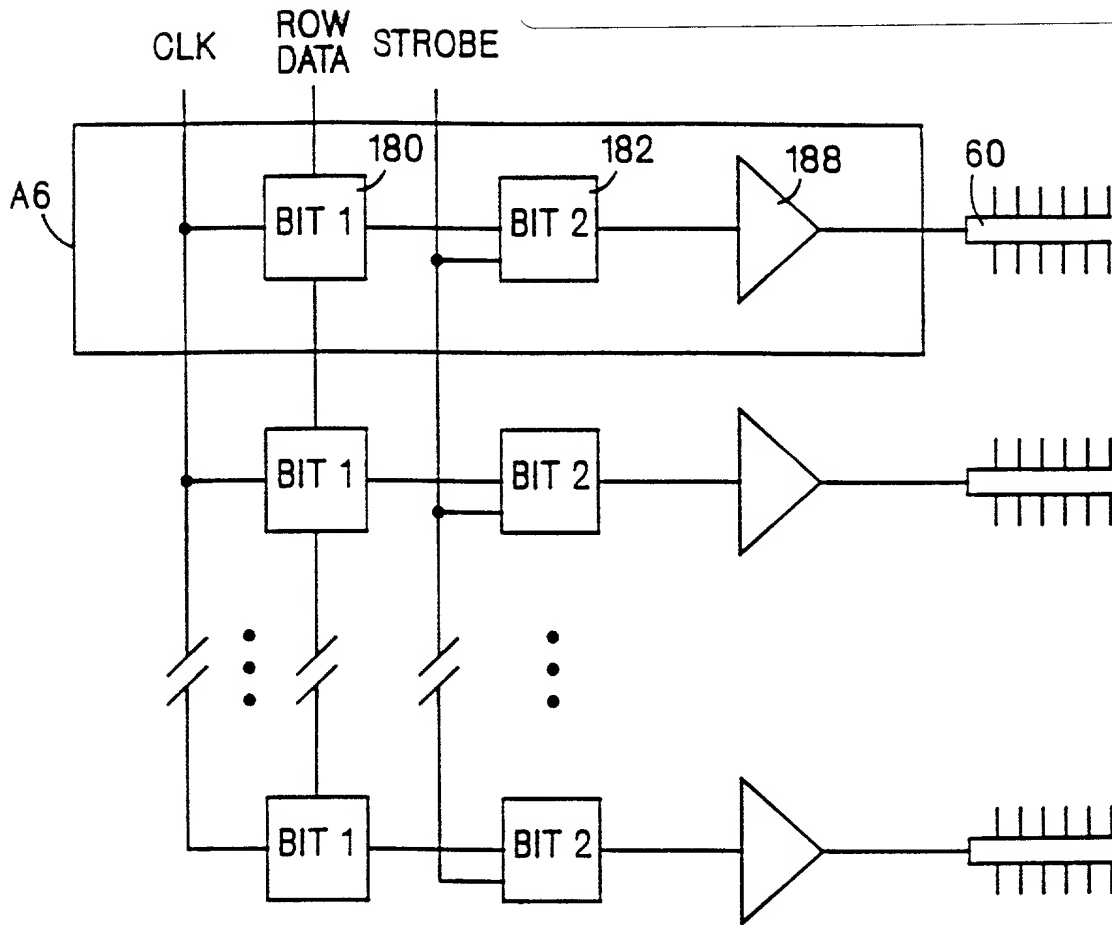 CLK
ROW
DATA
STROBE
A6
180
182
188
60
BIT 1
BIT 2
BIT 1
BIT 2
BIT 1
BIT 2